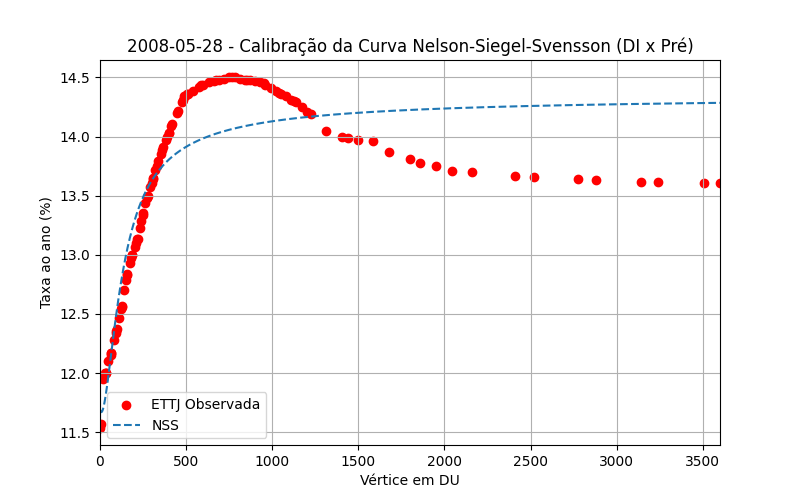 2008-05-28 - Calibração da Curva Nelson-Siegel-Svensson (DI x Pré)
Taxa ao ano (%)
14.5
14.0
13.5
13.0
12.5
12.0
11.5
ETTJ Observada
NSS
0 500 1000 1500 2000 2500 3000 3500
Vértice em DU